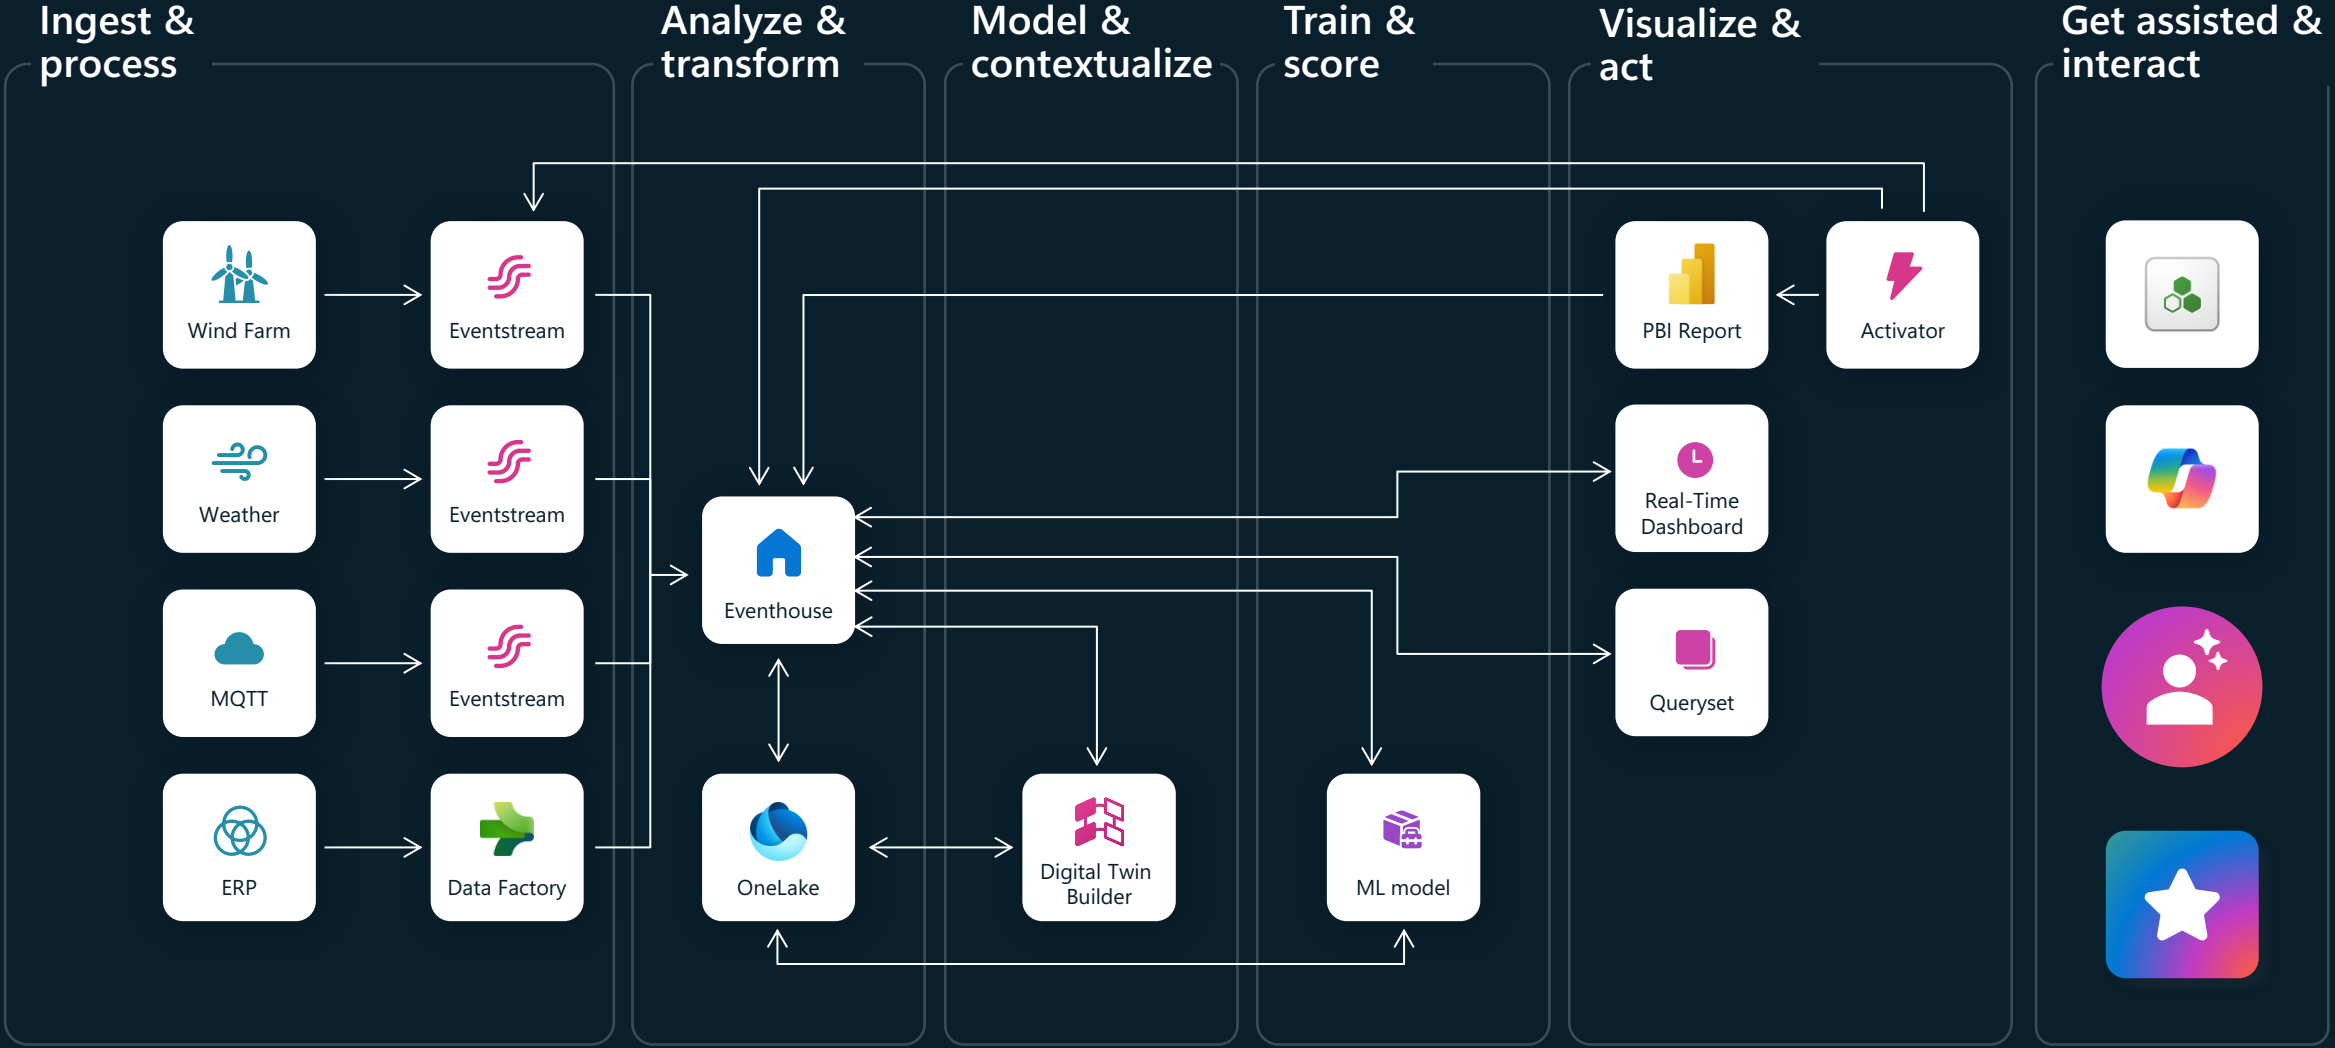 Ingest &
process
Analyze &
transform
Model &
contextualize
Train &
score
Visualize &
act
Get assisted &
interact
Wind Farm
Eventstream
PBI Report
Activator
Weather
Eventstream
Real-Time
Dashboard
Eventhouse
MQTT
Eventstream
Queryset
ERP
Data Factory
OneLake
Digital Twin
Builder
ML model